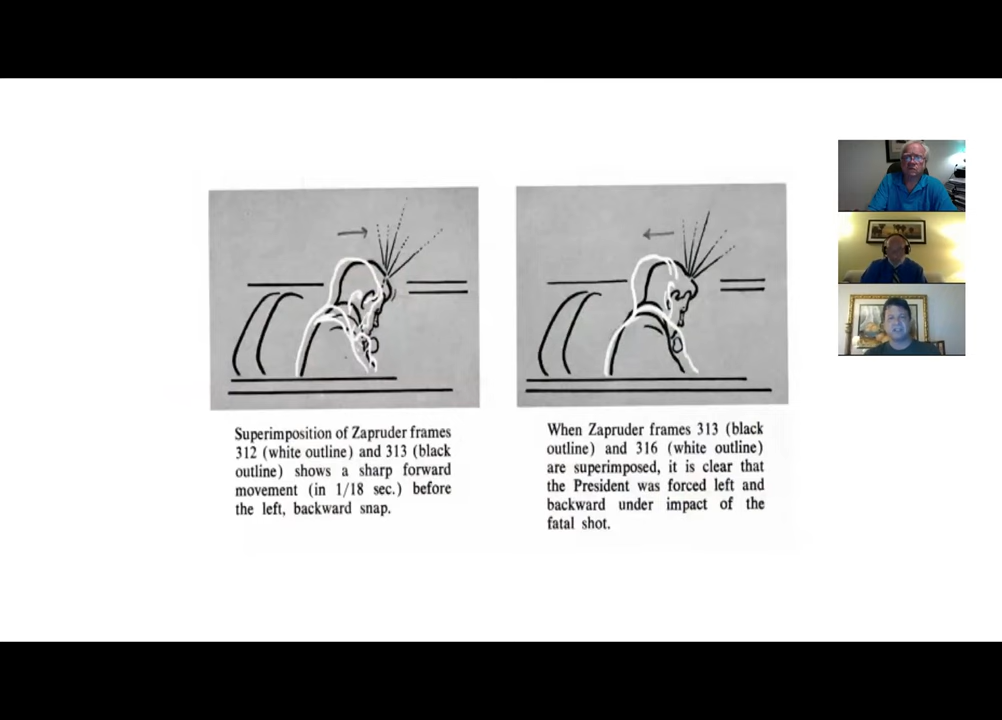 Superimposition of Zapruder frames
312 (white outline) and 313 (black
outline) shows a sharp forward
movement (in 1/18 sec.) before
the left, backward snap.
When Zapruder frames 313 (black
outline) and 316 (white outline)
are superimposed, it is clear that
the President was forced left and
backward under impact of the
fatal shot.